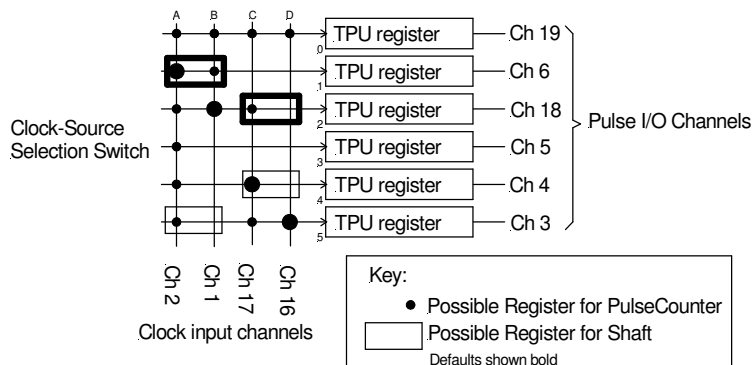 A B C D
TPU register Ch 19
0
TPU register Ch 6
1
TPU register Ch 18
2
Clock-Source
Selection Switch
Pulse I/O Channels
TPU register Ch 5
3
TPU register Ch 4
4
TPU register Ch 3
5
Ch 2 Ch 1 Ch 17 Ch 16
Clock input channels
Key:
Possible Register for PulseCounter
Possible Register for Shaft
Defaults shown bold